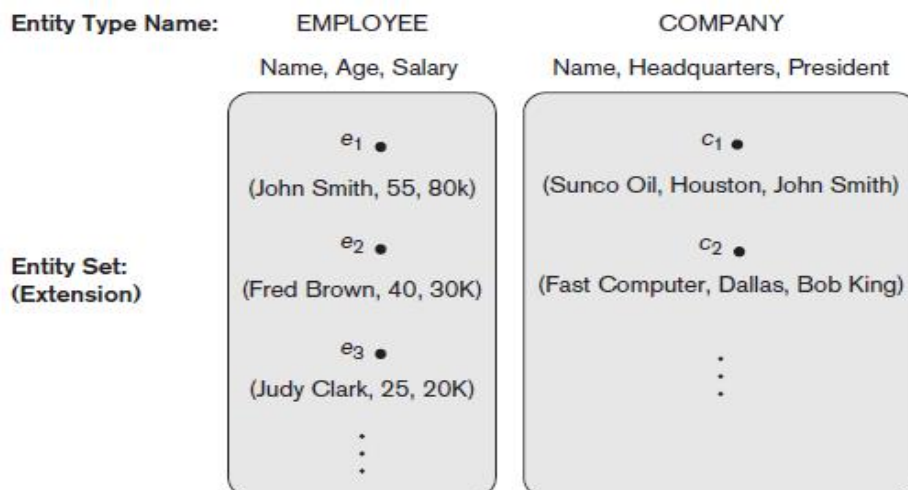 Entity Type Name: EMPLOYEE COMPANY
Name, Age, Salary Name, Headquarters, President
e1 • c1 •
(John Smith, 55, 80k) (Sunco Oil, Houston, John Smith)
e2 • c2 •
Entity Set:
(Extension)
(Fred Brown, 40, 30K) (Fast Computer, Dallas, Bob King)
e3 •
(Judy Clark, 25, 20K)